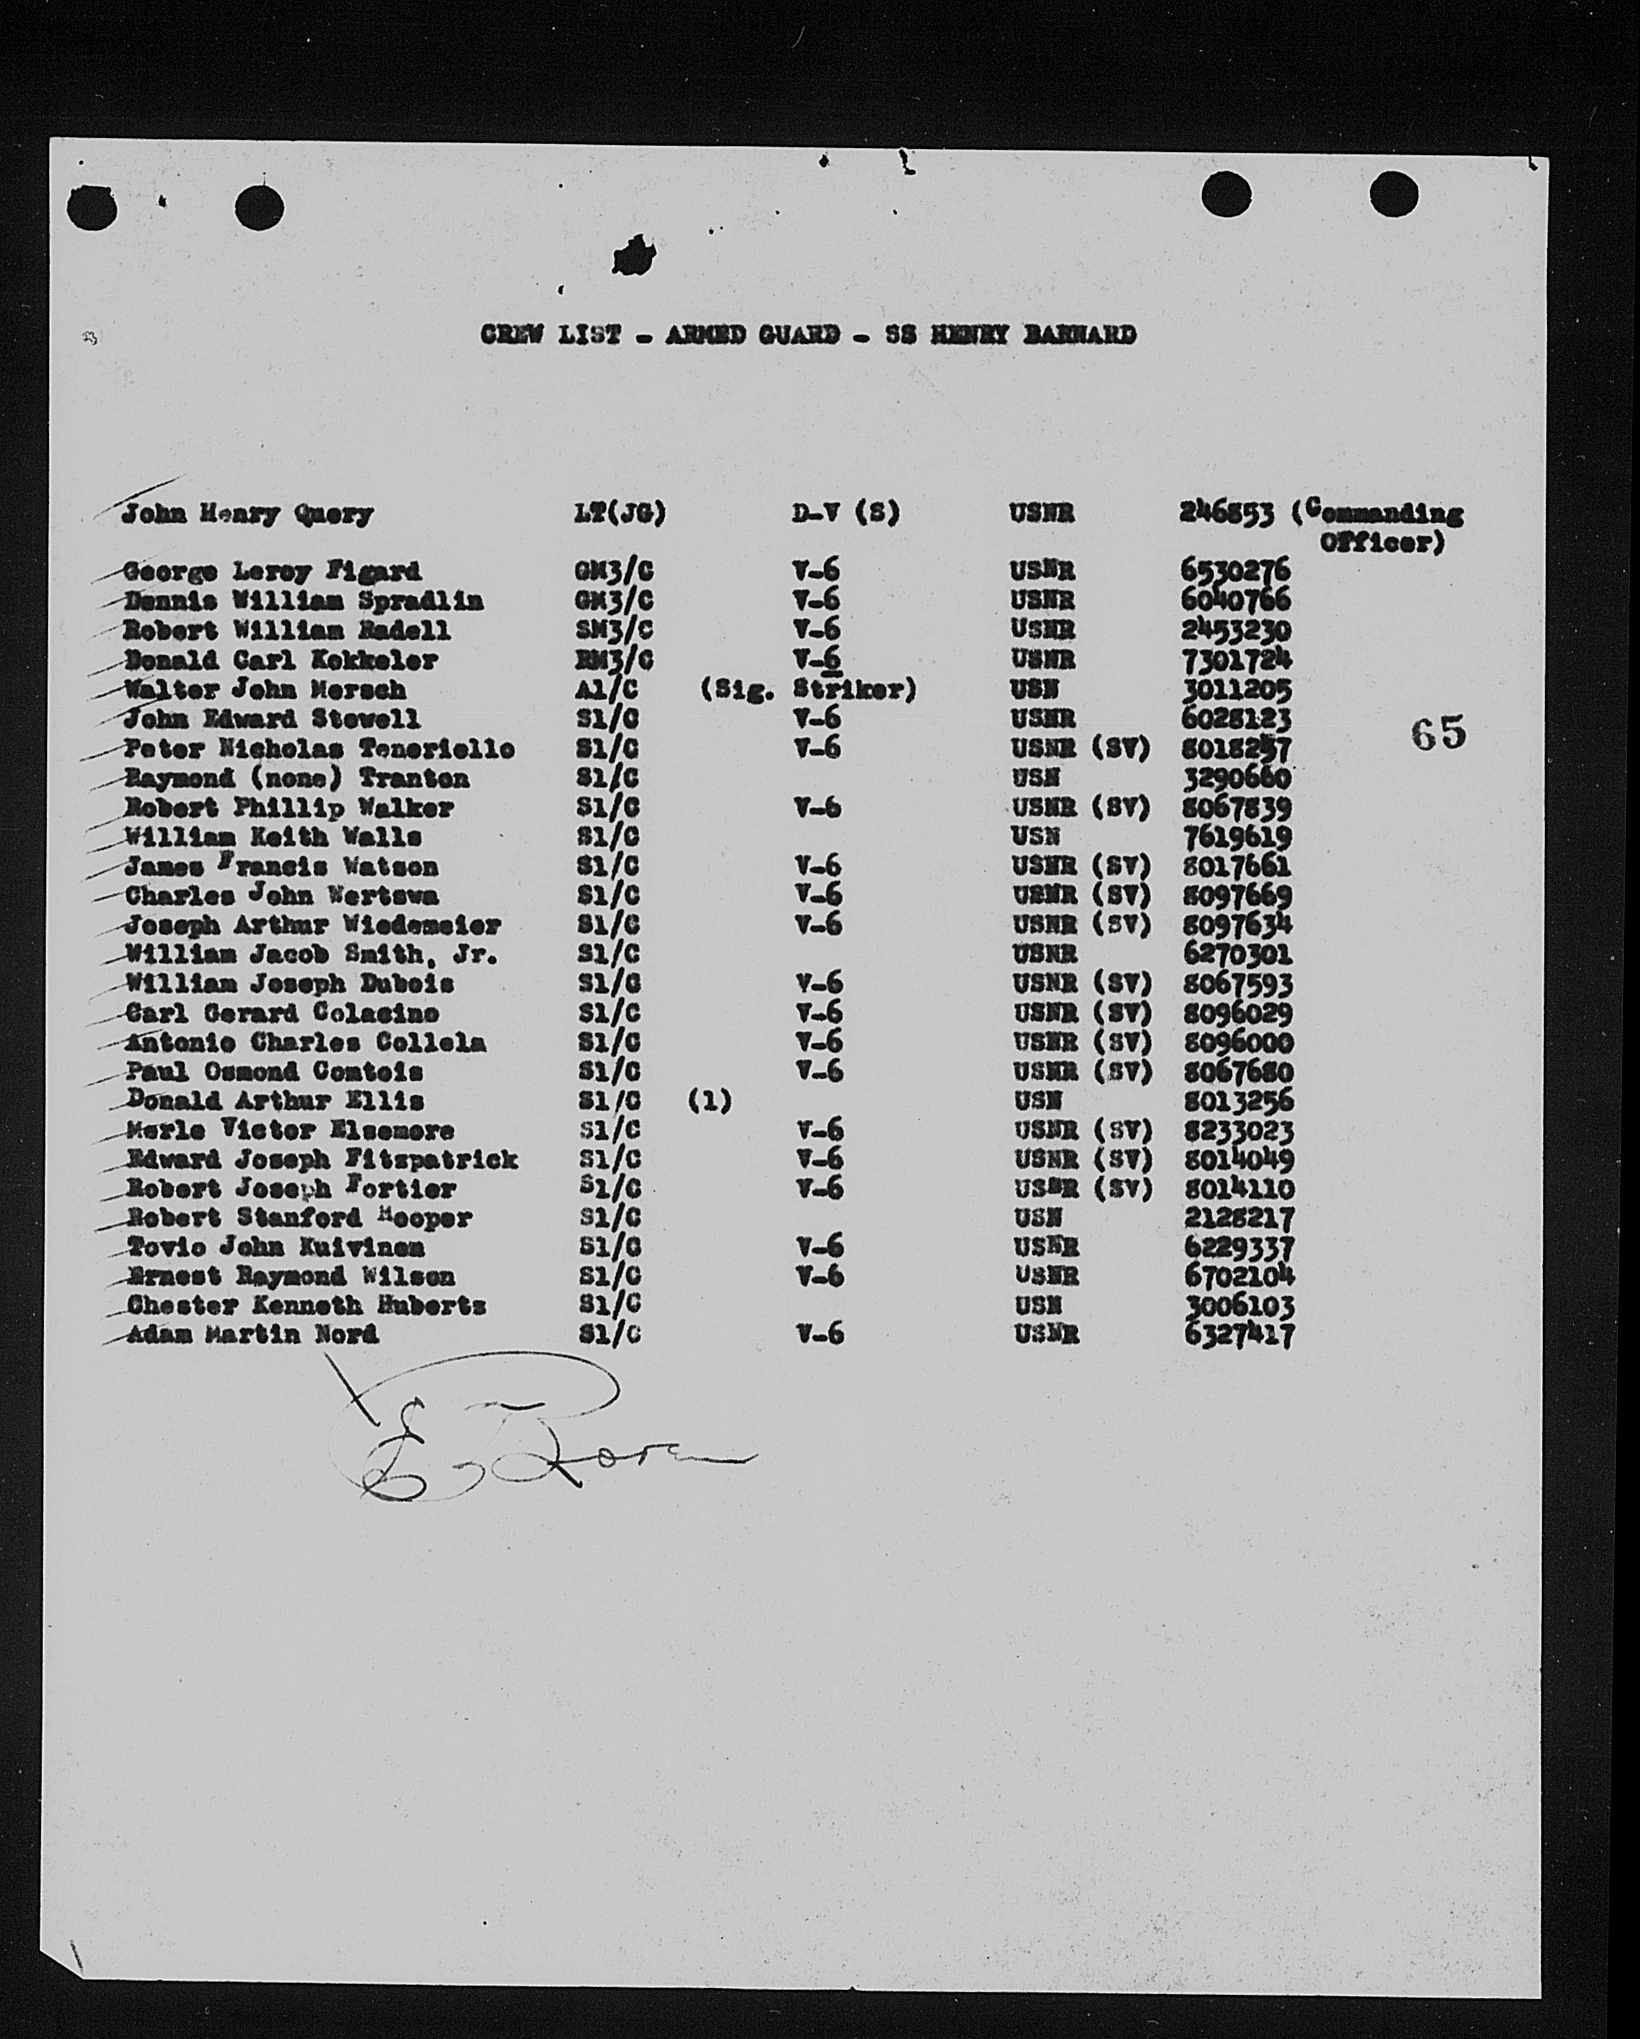 CREW LIST - ARMED GUARD - SS HENRY BARNARD
John Henry Query LT(JG) D-V (S) USNR 246853 (Commanding
Officer)
George Leroy Figard GM3/C V-6 USNR 6530276
Dennis William Spradlin GM3/C V-6 USNR 6040766
Robert William Radell SM3/C V-6 USNR 2453230
Donald Carl Kokkeler RM3/C V-6 USNR 7301724
Walter John Mersch A1/C (Sig. Striker) USN 3011205
John Edward Stowell S1/C V-6 USNR 6028123
65
Peter Nicholas Teneriello S1/C V-6 USNR (SV) 8018257
Raymond (none) Tranton S1/C USN 3290660
Robert Phillip Walker S1/C V-6 USNR (SV) 8067839
William Keith Walls S1/C USN 7619619
James Francis Watson S1/C V-6 USNR (SV) 8017661
Charles John Wertswa S1/C V-6 USNR (SV) 8097669
Joseph Arthur Wiedemeier S1/C V-6 USNR (SV) 8097634
William Jacob Smith, Jr. S1/C USNR 6270301
William Joseph Dubois S1/C V-6 USNR (SV) 8067593
Carl Gerard Colasino S1/C V-6 USNR (SV) 8096029
Antonio Charles Collela S1/C V-6 USNR (SV) 8096000
Paul Osmond Comtois S1/C V-6 USNR (SV) 8067680
Donald Arthur Ellis S1/C (1) USN 8013256
Merle Victor Elsemore S1/C V-6 USNR (SV) 8233023
Edward Joseph Fitzpatrick S1/C V-6 USNR (SV) 8014049
Robert Joseph Fortier S1/C V-6 USNR (SV) 8014110
Robert Stanford Hooper S1/C USN 2128217
Tovio John Kuivinen S1/C V-6 USNR 6229337
Ernest Raymond Wilson S1/C V-6 USNR 6702104
Chester Kenneth Huberts S1/C USN 3006103
Adam Martin Nord S1/C V-6 USNR 6327417